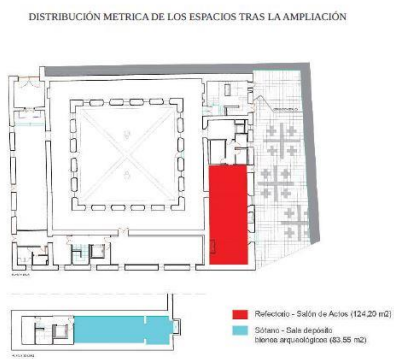 DISTRIBUCIÓN METRICA DE LOS ESPACIOS TRAS LA AMPLIACIÓN
Refectorio - Salón de Actos (124,20 m2)
Sótano - Sala depósito
bienes arqueológicos (83.55 m2)